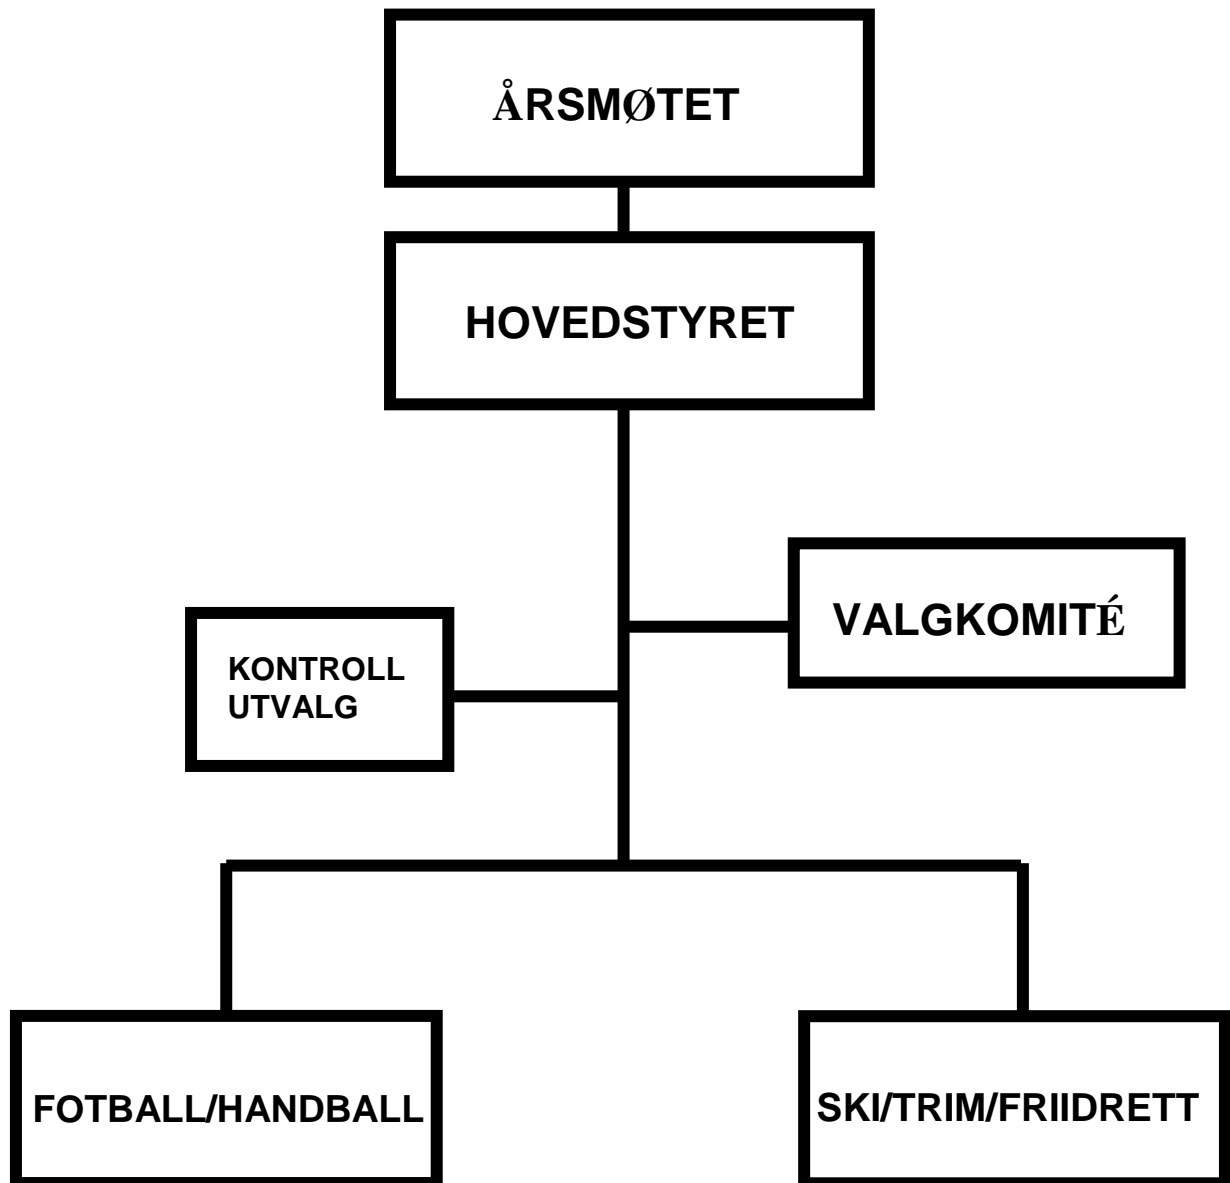 ÅRSMØTET
HOVEDSTYRET
VALGKOMITÉ
KONTROLL
UTVALG
FOTBALL/HANDBALL
SKI/TRIM/FRIIDRETT